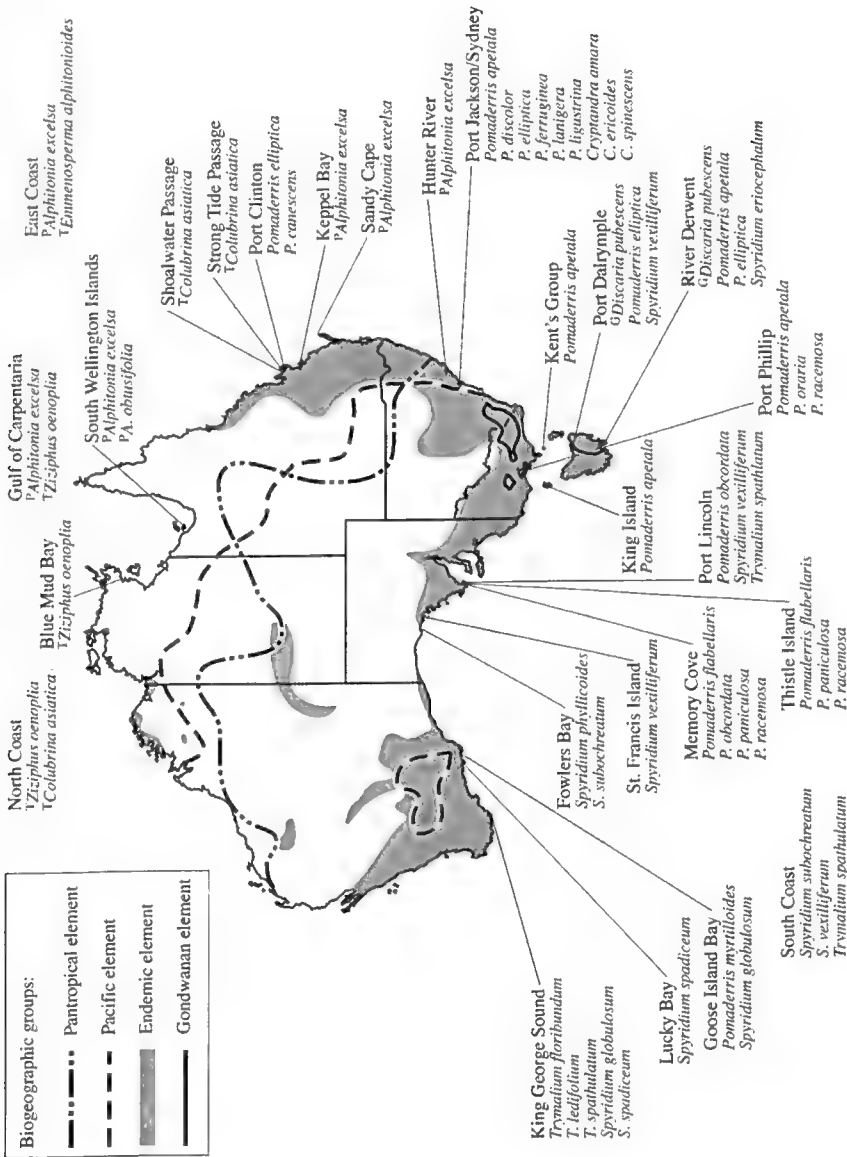 Biogeographic groups:
Pantropical element
Pacific element
Endemic element
Gondwanan element
North Coast
ᵀZiziphus oenoplia
ᵀColubrina asiatica
Blue Mud Bay
ᵀZiziphus oenoplia
Gulf of Carpentaria
ᴾAlphitonia excelsa
ᵀZiziphus oenoplia
South Wellington Islands
ᴾAlphitonia excelsa
ᴾA. obtusifolia
East Coast
ᴾAlphitonia excelsa
ᵀEmmenosperma alphitonioides
Shoalwater Passage
ᵀColubrina asiatica
Strong Tide Passage
ᵀColubrina asiatica
Port Clinton
Pomaderris elliptica
P. canescens
Keppel Bay
ᴾAlphitonia excelsa
Sandy Cape
ᴾAlphitonia excelsa
Hunter River
ᴾAlphitonia excelsa
Port Jackson/Sydney
Pomaderris apetala
P. discolor
P. elliptica
P. ferruginea
P. lanigera
P. ligustrina
Cryptandra amara
C. ericoides
C. spinescens
Kent's Group
Pomaderris apetala
Port Dalrymple
ᴳDiscaria pubescens
Pomaderris elliptica
Spyridium vexilliferum
River Derwent
ᴳDiscaria pubescens
Pomaderris apetala
P. elliptica
Spyridium eriocephalum
Port Phillip
Pomaderris apetala
P. oraria
P. racemosa
King Island
Pomaderris apetala
Port Lincoln
Pomaderris obcordata
Spyridium vexilliferum
Trymalium spathlatum
Thistle Island
Pomaderris flabellaris
P. paniculosa
P. racemosa
Memory Cove
Pomaderris flabellaris
P. obcordata
P. paniculosa
P. racemosa
St. Francis Island
Spyridium vexilliferum
Fowlers Bay
Spyridium phyllicoides
S. subochreatum
King George Sound
Trymalium floribundum
T. ledifolium
T. spathulatum
Spyridium globulosum
S. spadiceum
Lucky Bay
Spyridium spadiceum
Goose Island Bay
Pomaderris myrtilloides
Spyridium globulosum
South Coast
Spyridium subochreatum
S. vexilliferum
Trymalium spathulatum